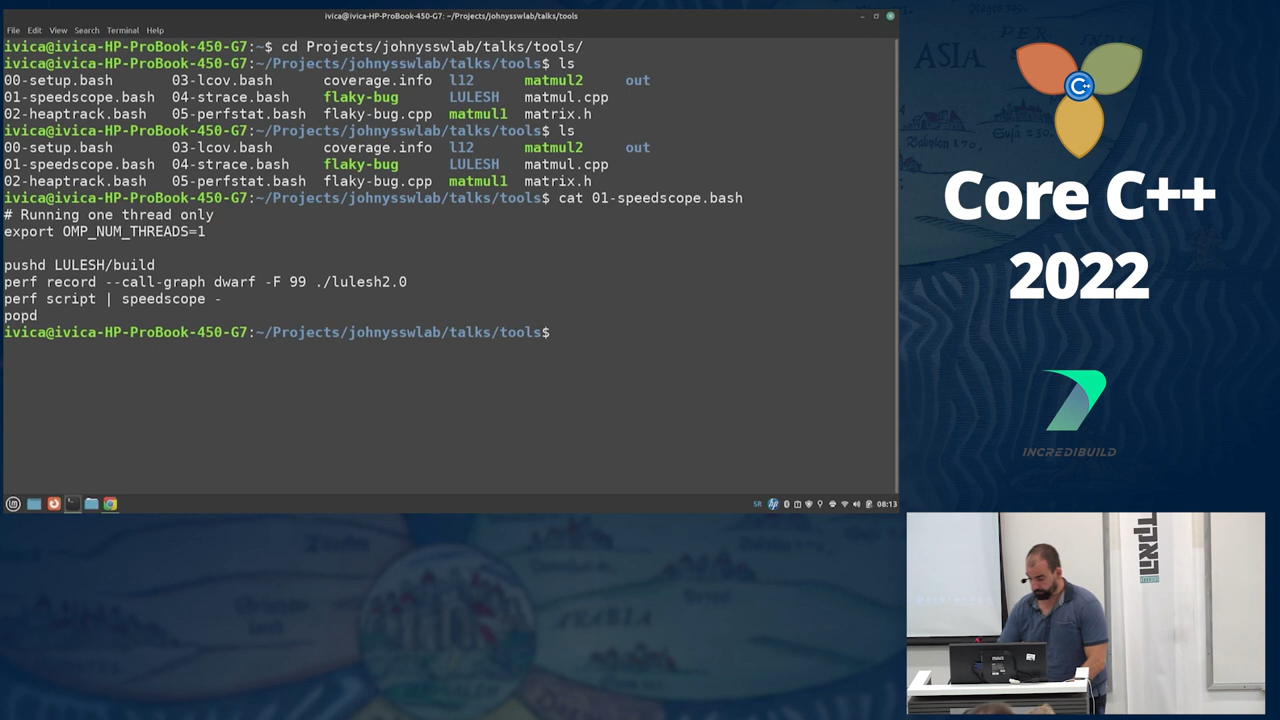 ivica@ivica-HP-ProBook-450-G7: ~/Projects/johnysswlab/talks/tools
File Edit View Search Terminal Help
ivica@ivica-HP-ProBook-450-G7:~$ cd Projects/johnysswlab/talks/tools/
ivica@ivica-HP-ProBook-450-G7:~/Projects/johnysswlab/talks/tools$ ls
00-setup.bash 03-lcov.bash coverage.info l12 matmul2 out
01-speedscope.bash 04-strace.bash flaky-bug LULESH matmul.cpp
02-heaptrack.bash 05-perfstat.bash flaky-bug.cpp matmul1 matrix.h
ivica@ivica-HP-ProBook-450-G7:~/Projects/johnysswlab/talks/tools$ ls
00-setup.bash 03-lcov.bash coverage.info l12 matmul2 out
01-speedscope.bash 04-strace.bash flaky-bug LULESH matmul.cpp
02-heaptrack.bash 05-perfstat.bash flaky-bug.cpp matmul1 matrix.h
ivica@ivica-HP-ProBook-450-G7:~/Projects/johnysswlab/talks/tools$ cat 01-speedscope.bash
# Running one thread only
export OMP_NUM_THREADS=1
pushd LULESH/build
perf record --call-graph dwarf -F 99 ./lulesh2.0
perf script | speedscope -
popd
ivica@ivica-HP-ProBook-450-G7:~/Projects/johnysswlab/talks/tools$
SR hp 08:13
ASIA
C++
Core C++
2022
INCREDIBUILD
ARABIA